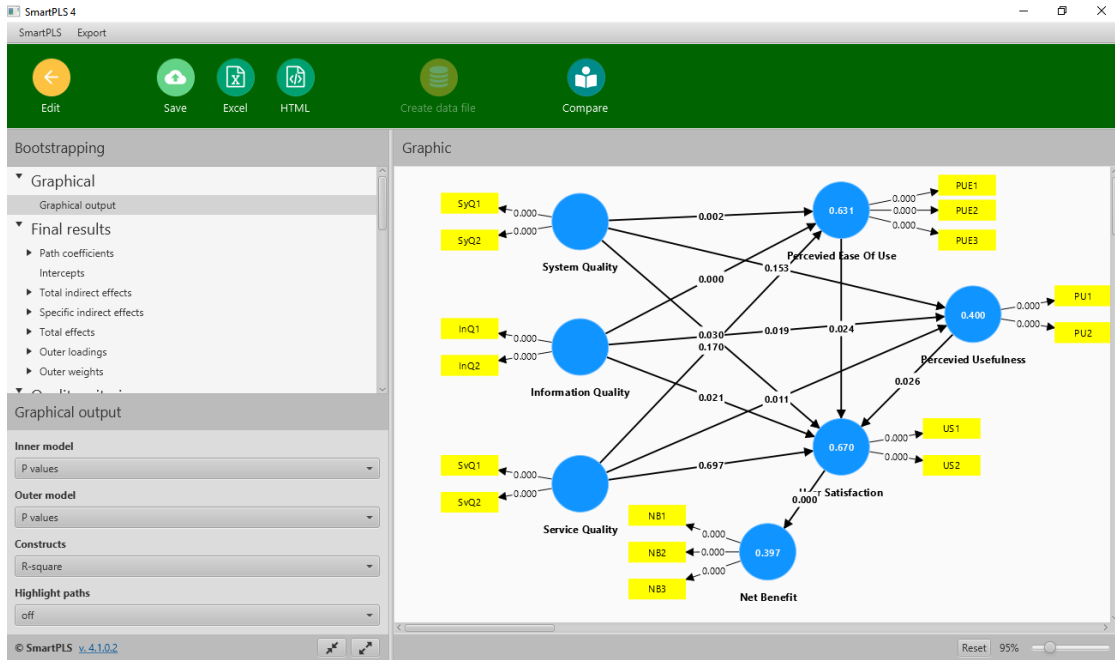 SmartPLS 4
SmartPLS Export
Edit Save Excel HTML Create data file Compare
Bootstrapping
Graphical
Graphical output
Final results
Path coefficients
Intercepts
Total indirect effects
Specific indirect effects
Total effects
Outer loadings
Outer weights
Graphical output
Inner model
P values
Outer model
P values
Constructs
R-square
Highlight paths
off
© SmartPLS v. 4.1.0.2
Graphic
SyQ1
0.000
0.000
SyQ2
System Quality
0.002
0.631
0.000
0.000
0.000
PUE1
PUE2
PUE3
Percevied Ease Of Use
0.153
0.000
InQ1
0.000
0.000
InQ2
Information Quality
0.030
0.170
0.019
0.024
0.400
0.000
0.000
PU1
PU2
Percevied Usefulness
0.026
0.021
0.011
SvQ1
0.000
0.000
SvQ2
Service Quality
0.697
0.670
0.000
0.000
US1
US2
User Satisfaction
0.000
NB1
0.000
NB2
0.000
NB3
0.000
0.397
Net Benefit
Reset 95%